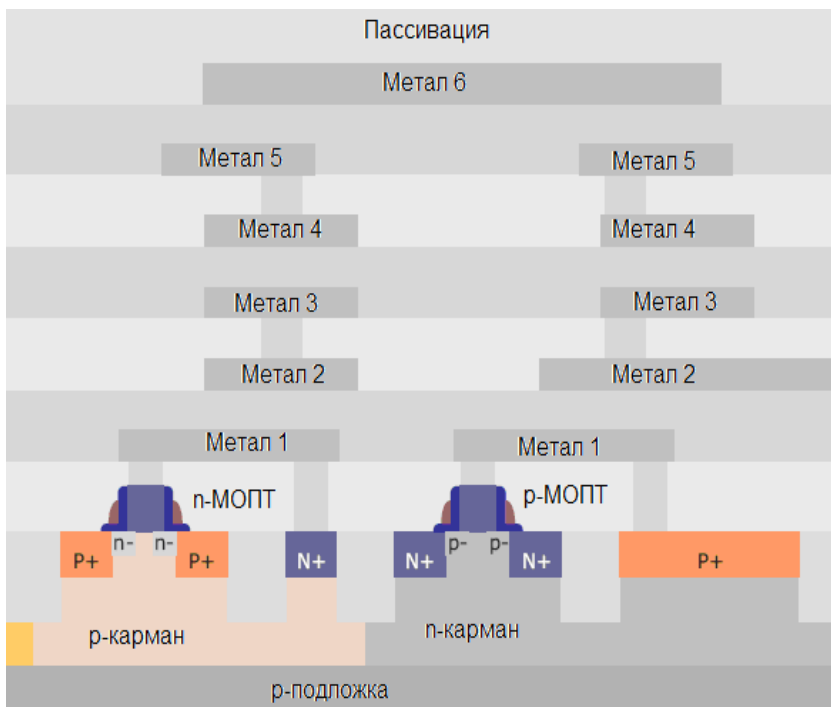 Пассивация
Метал 6
Метал 5
Метал 5
Метал 4
Метал 4
Метал 3
Метал 3
Метал 2
Метал 2
Метал 1
Метал 1
n-МОПТ
p-МОПТ
n-
n-
p-
p-
P+
P+
N+
N+
N+
P+
p-карман
n-карман
p-подложка